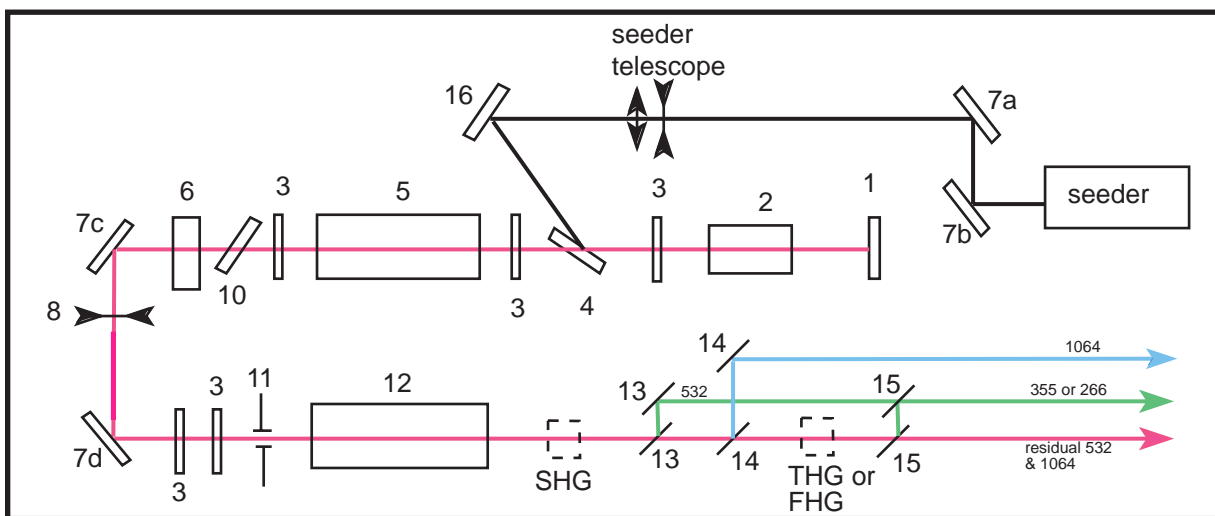 seeder
telescope
16
7a
6
3
5
3
2
1
7c
seeder
7b
10
3
4
8
14
1064
3
11
12
13
532
15
355 or 266
7d
3
SHG
13
14
THG or
FHG
15
residual 532
& 1064